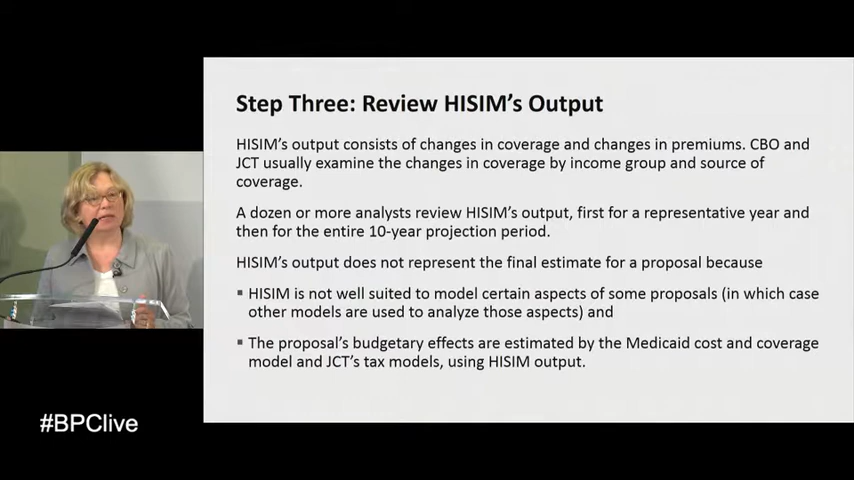 Step Three: Review HISIM's Output
HISIM's output consists of changes in coverage and changes in premiums. CBO and
JCT usually examine the changes in coverage by income group and source of
coverage.
A dozen or more analysts review HISIM's output, first for a representative year and
then for the entire 10-year projection period.
HISIM's output does not represent the final estimate for a proposal because
▪ HISIM is not well suited to model certain aspects of some proposals (in which case
other models are used to analyze those aspects) and
▪ The proposal's budgetary effects are estimated by the Medicaid cost and coverage
model and JCT's tax models, using HISIM output.
#BPClive